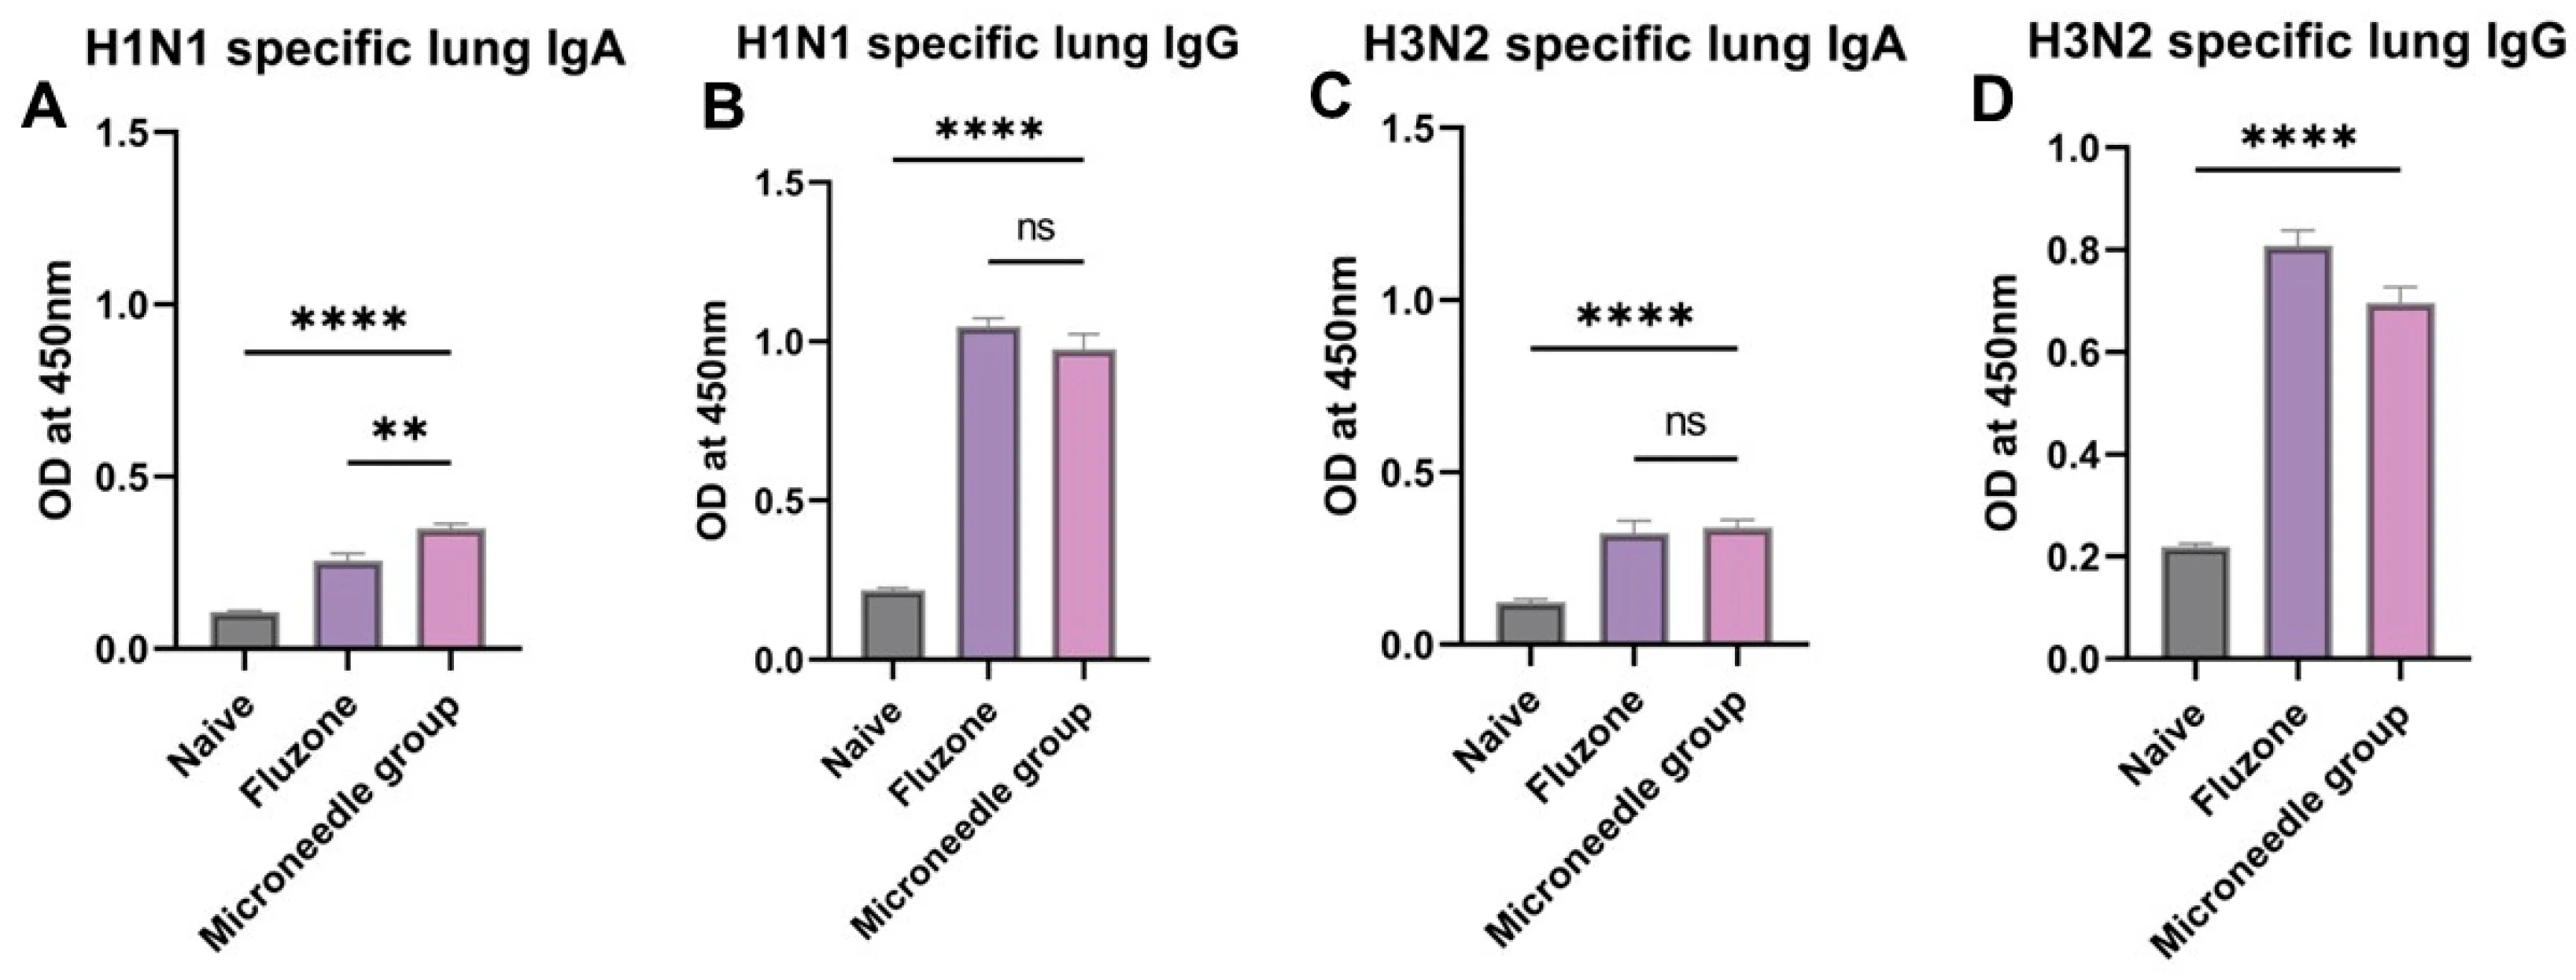 H1N1 specific lung IgA
A
OD at 450nm
1.5
1.0
0.5
0.0
****
**
Naive
Fluzone
Microneedle group
H1N1 specific lung IgG
B
OD at 450nm
1.5
1.0
0.5
0.0
****
ns
Naive
Fluzone
Microneedle group
H3N2 specific lung IgA
C
OD at 450nm
1.5
1.0
0.5
0.0
****
ns
Naive
Fluzone
Microneedle group
H3N2 specific lung IgG
D
OD at 450nm
1.0
0.8
0.6
0.4
0.2
0.0
****
Naive
Fluzone
Microneedle group